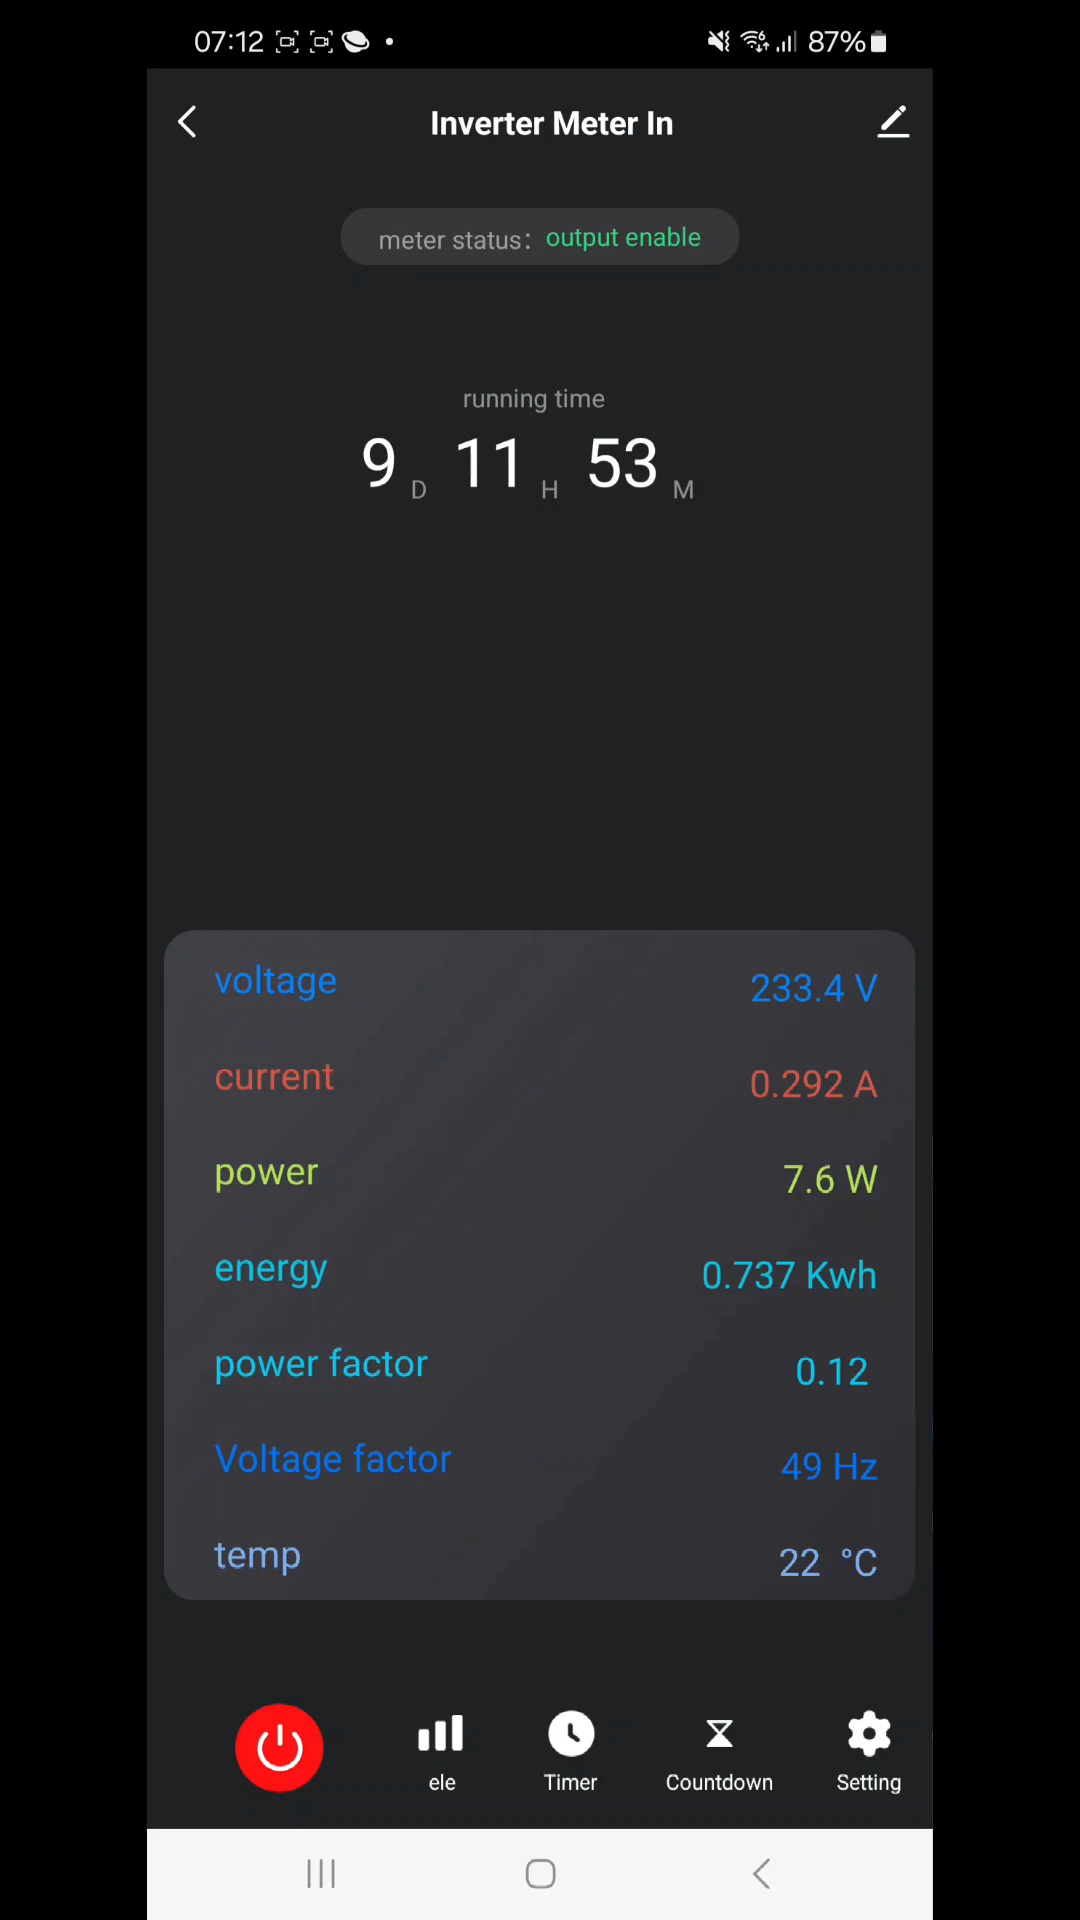 07:12 87%
Inverter Meter In
meter status: output enable
running time
9 D 11 H 53 M
voltage 233.4 V
current 0.292 A
power 7.6 W
energy 0.737 Kwh
power factor 0.12
Voltage factor 49 Hz
temp 22 °C
ele Timer Countdown Setting